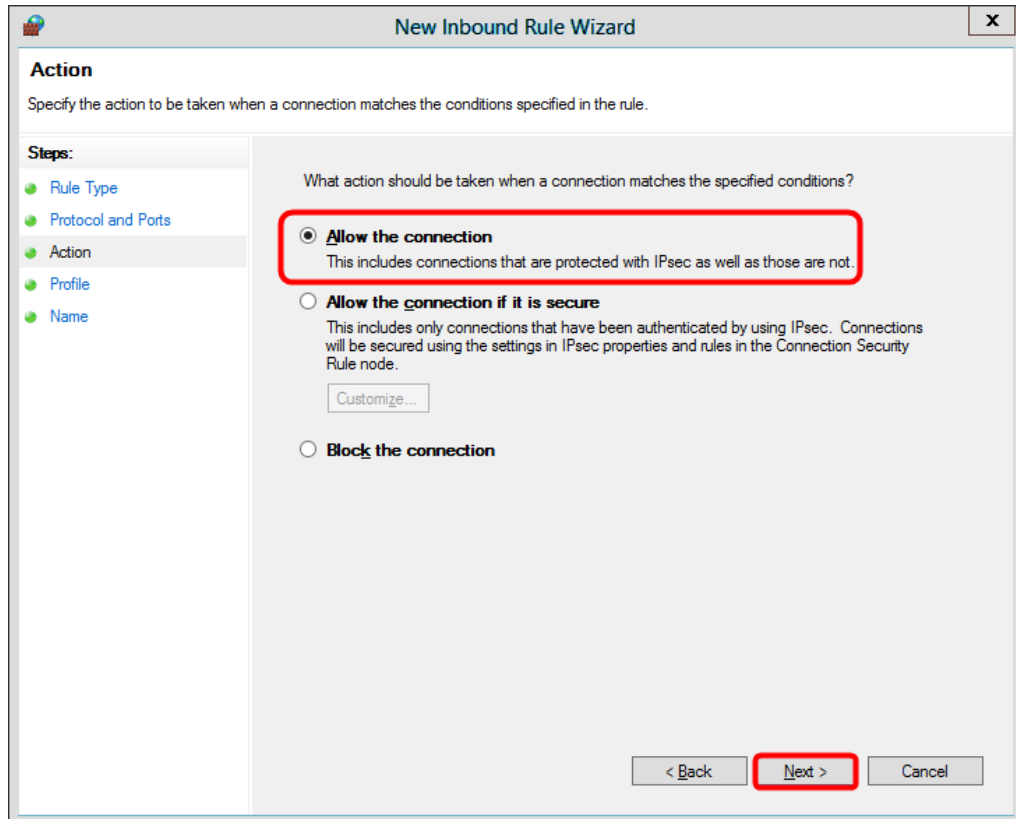 New Inbound Rule Wizard
x
Action
Specify the action to be taken when a connection matches the conditions specified in the rule.
Steps:
Rule Type
Protocol and Ports
Action
Profile
Name
What action should be taken when a connection matches the specified conditions?
Allow the connection
This includes connections that are protected with IPsec as well as those are not.
Allow the connection if it is secure
This includes only connections that have been authenticated by using IPsec. Connections
will be secured using the settings in IPsec properties and rules in the Connection Security
Rule node.
Customize...
Block the connection
< Back
Next >
Cancel